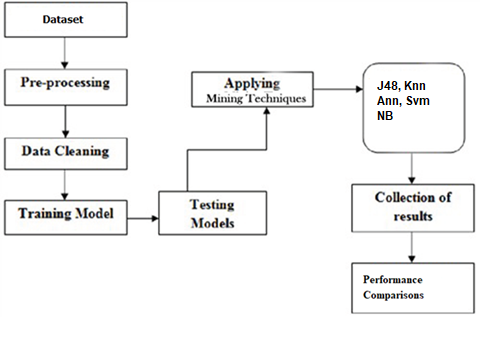 Dataset
Pre-processing
Data Cleaning
Training Model
Testing
Models
Applying
Mining Techniques
J48, Knn
Ann, Svm
NB
Collection of
results
Performance
Comparisons